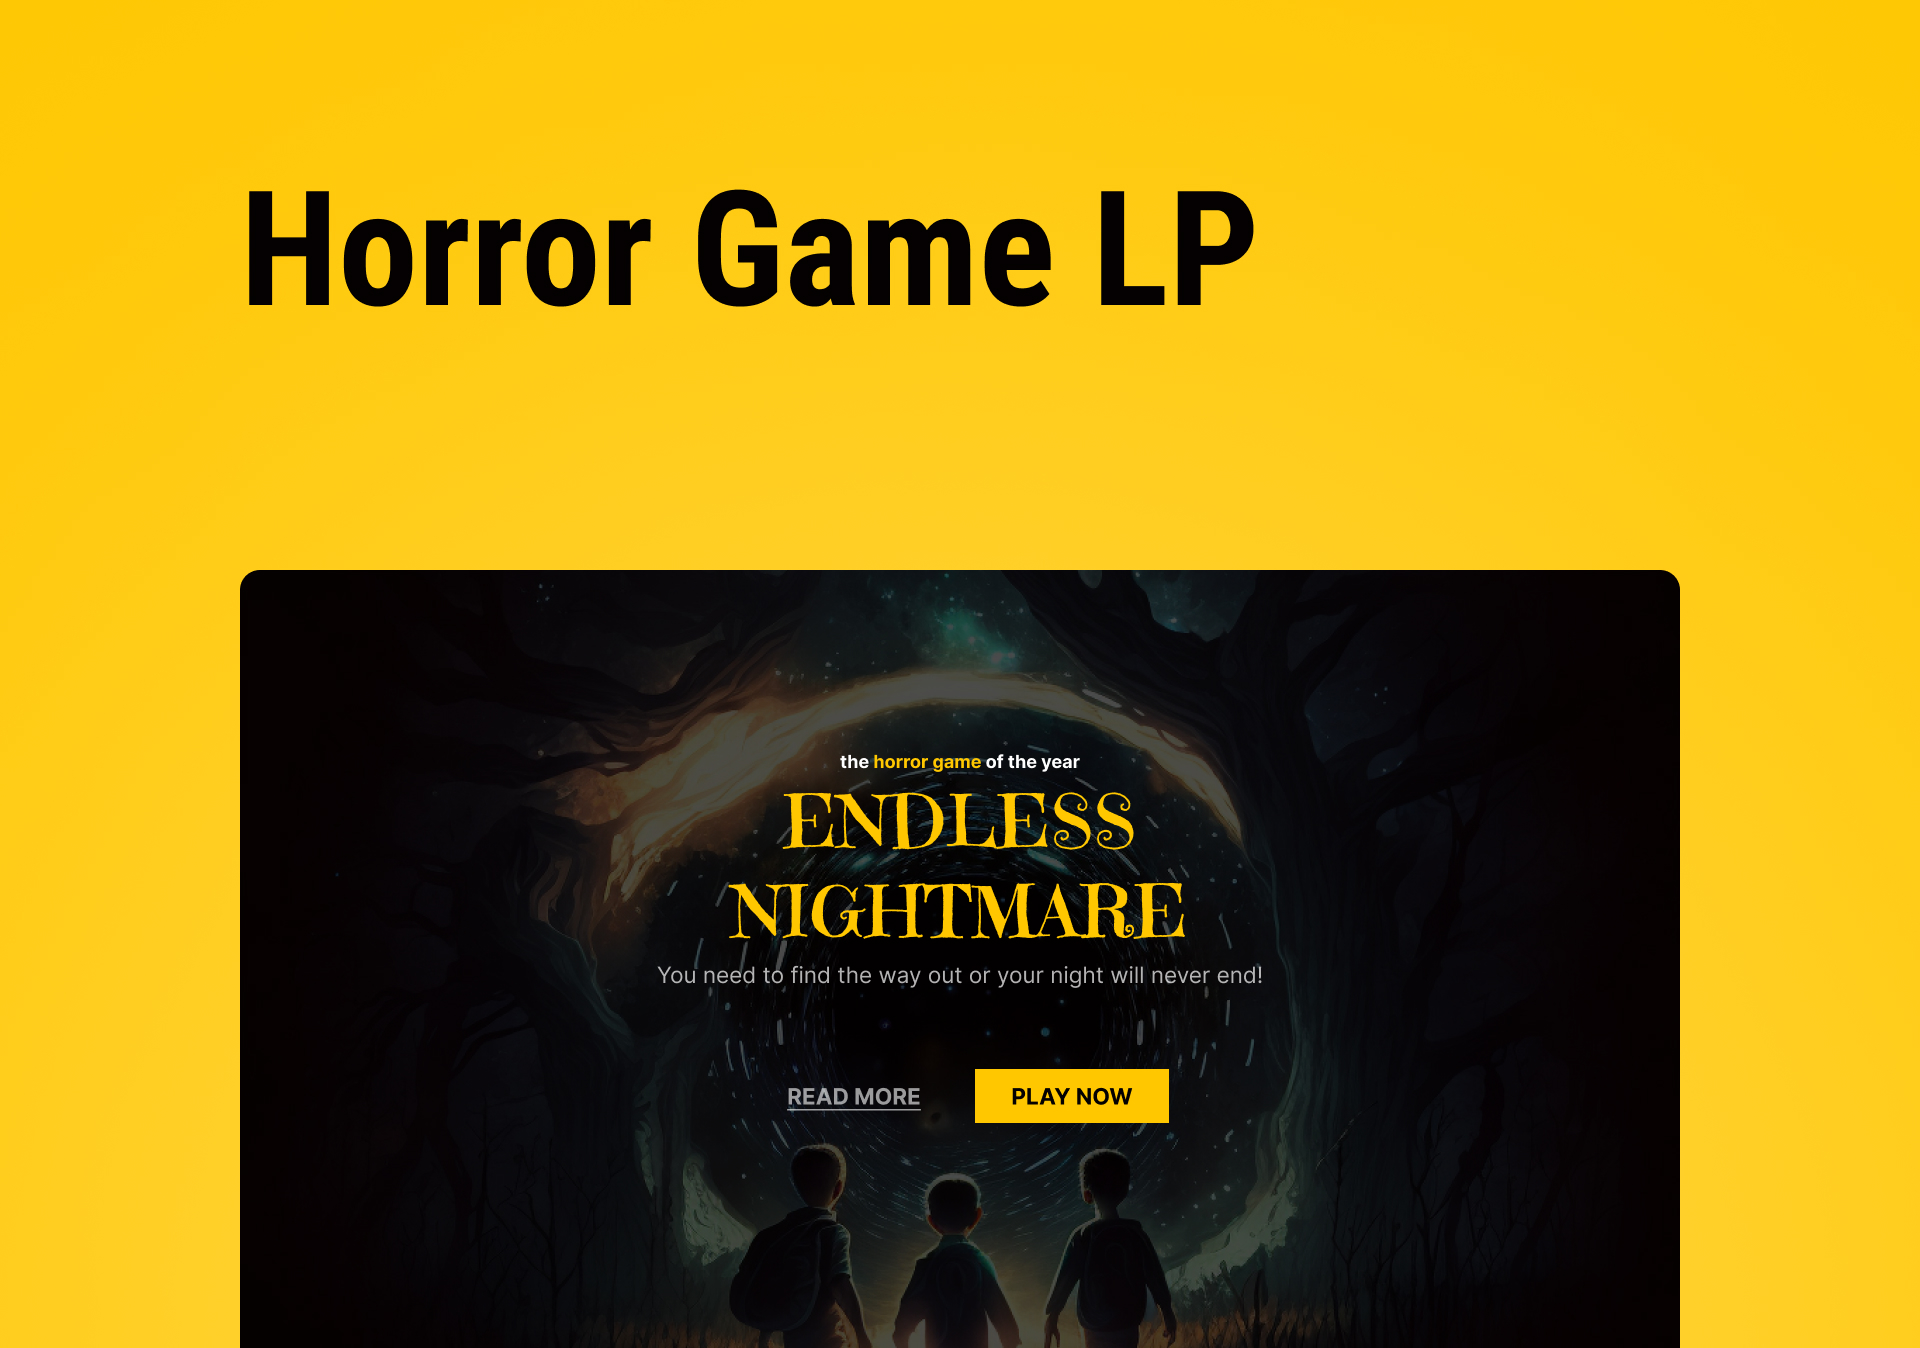 Horror Game LP
the horror game of the year
ENDLESS
NIGHTMARE
You need to find the way out or your night will never end!
READ MORE
PLAY NOW